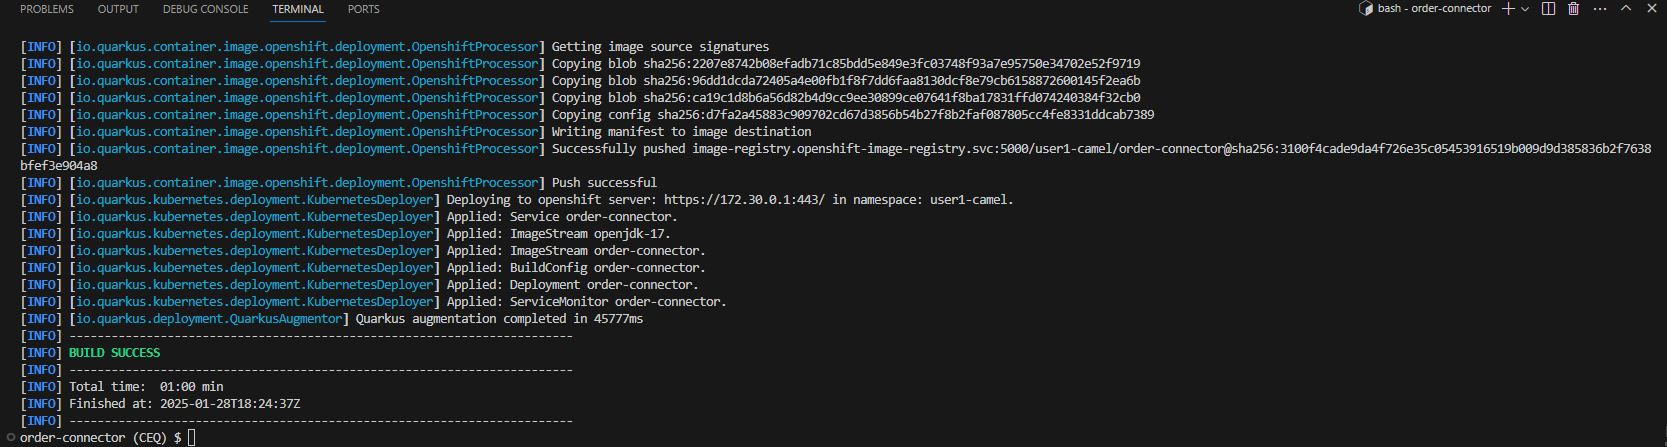 PROBLEMS OUTPUT DEBUG CONSOLE TERMINAL PORTS bash - order-connector
[INFO] [io.quarkus.container.image.openshift.deployment.OpenshiftProcessor] Getting image source signatures
[INFO] [io.quarkus.container.image.openshift.deployment.OpenshiftProcessor] Copying blob sha256:2207e8742b08efadb71c85bdd5e849e3fc03748f93a7e95750e34702e52f9719
[INFO] [io.quarkus.container.image.openshift.deployment.OpenshiftProcessor] Copying blob sha256:96dd1dcda72405a4e00fb1f8f7dd6faa8130dcf8e79cb6158872600145f2ea6b
[INFO] [io.quarkus.container.image.openshift.deployment.OpenshiftProcessor] Copying blob sha256:ca19c1d8b6a56d82b4d9cc9ee30899ce07641f8ba17831ffd074240384f32cb0
[INFO] [io.quarkus.container.image.openshift.deployment.OpenshiftProcessor] Copying config sha256:d7fa2a45883c909702cd67d3856b54b27f8b2faf087805cc4fe8331ddcab7389
[INFO] [io.quarkus.container.image.openshift.deployment.OpenshiftProcessor] Writing manifest to image destination
[INFO] [io.quarkus.container.image.openshift.deployment.OpenshiftProcessor] Successfully pushed image-registry.openshift-image-registry.svc:5000/user1-camel/order-connector@sha256:3100f4cade9da4f726e35c05453916519b009d9d385836b2f7638
bfef3e904a8
[INFO] [io.quarkus.container.image.openshift.deployment.OpenshiftProcessor] Push successful
[INFO] [io.quarkus.kubernetes.deployment.KubernetesDeployer] Deploying to openshift server: https://172.30.0.1:443/ in namespace: user1-camel.
[INFO] [io.quarkus.kubernetes.deployment.KubernetesDeployer] Applied: Service order-connector.
[INFO] [io.quarkus.kubernetes.deployment.KubernetesDeployer] Applied: ImageStream openjdk-17.
[INFO] [io.quarkus.kubernetes.deployment.KubernetesDeployer] Applied: ImageStream order-connector.
[INFO] [io.quarkus.kubernetes.deployment.KubernetesDeployer] Applied: BuildConfig order-connector.
[INFO] [io.quarkus.kubernetes.deployment.KubernetesDeployer] Applied: Deployment order-connector.
[INFO] [io.quarkus.kubernetes.deployment.KubernetesDeployer] Applied: ServiceMonitor order-connector.
[INFO] [io.quarkus.deployment.QuarkusAugmentor] Quarkus augmentation completed in 45777ms
[INFO] ------------------------------------------------------------------------
[INFO] BUILD SUCCESS
[INFO] ------------------------------------------------------------------------
[INFO] Total time:  01:00 min
[INFO] Finished at: 2025-01-28T18:24:37Z
[INFO] ------------------------------------------------------------------------
order-connector (CEQ) $